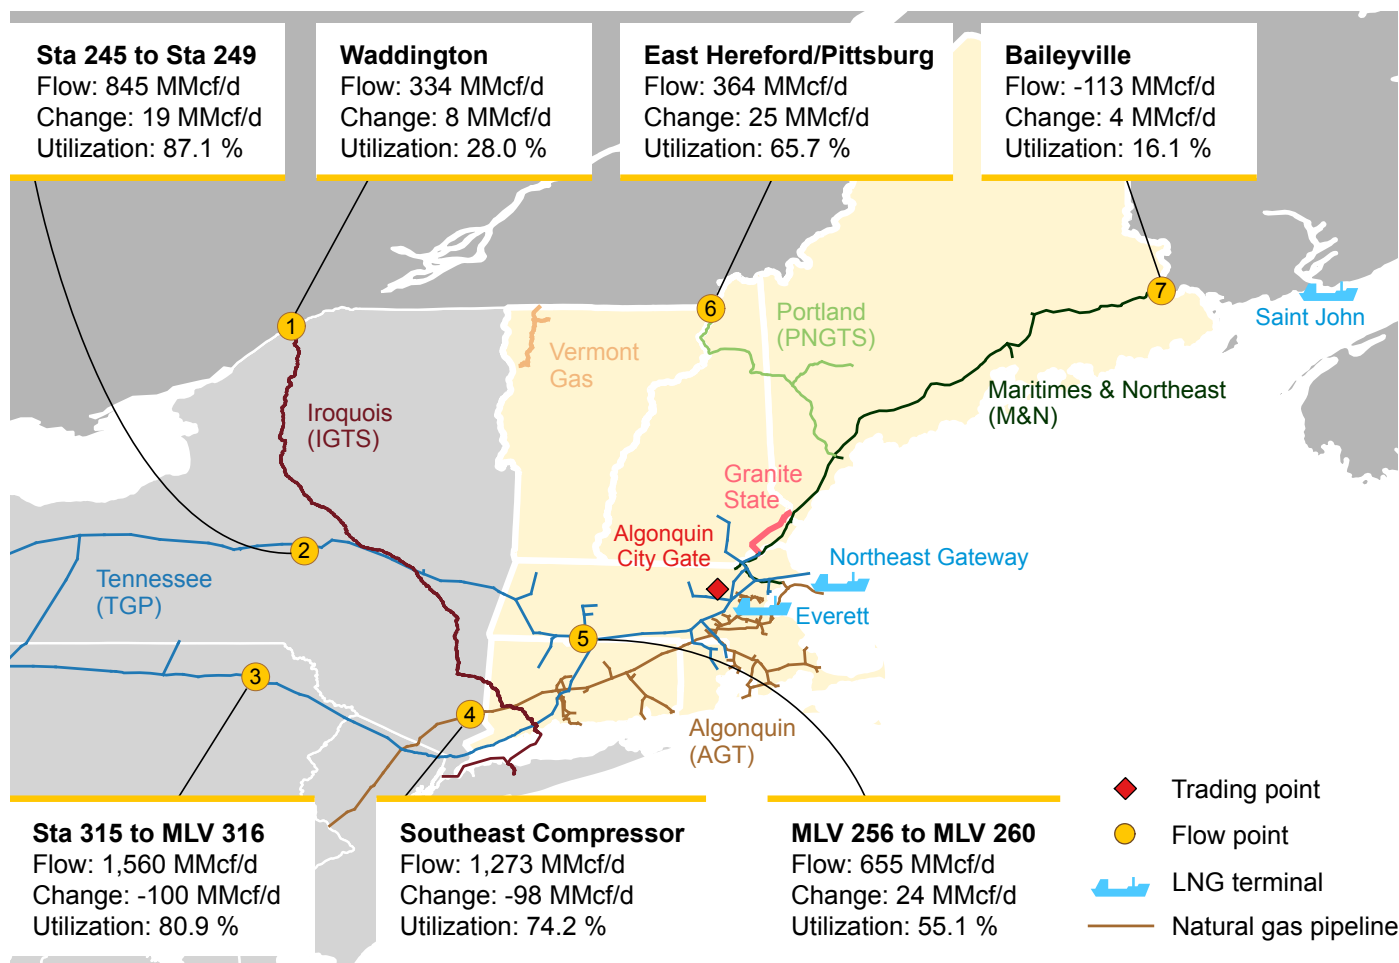 Sta 245 to Sta 249
Flow: 845 MMcf/d
Change: 19 MMcf/d
Utilization: 87.1 %
Waddington
Flow: 334 MMcf/d
Change: 8 MMcf/d
Utilization: 28.0 %
East Hereford/Pittsburg
Flow: 364 MMcf/d
Change: 25 MMcf/d
Utilization: 65.7 %
Baileyville
Flow: -113 MMcf/d
Change: 4 MMcf/d
Utilization: 16.1 %
7
6
1
Saint John
Portland
(PNGTS)
Vermont
Gas
Maritimes & Northeast
(M&N)
Iroquois
(IGTS)
Granite
State
Algonquin
City Gate
2
Northeast Gateway
Tennessee
(TGP)
Everett
5
3
4
Algonquin
(AGT)
Sta 315 to MLV 316
Flow: 1,560 MMcf/d
Change: -100 MMcf/d
Utilization: 80.9 %
Southeast Compressor
Flow: 1,273 MMcf/d
Change: -98 MMcf/d
Utilization: 74.2 %
MLV 256 to MLV 260
Flow: 655 MMcf/d
Change: 24 MMcf/d
Utilization: 55.1 %
Trading point
Flow point
LNG terminal
Natural gas pipeline